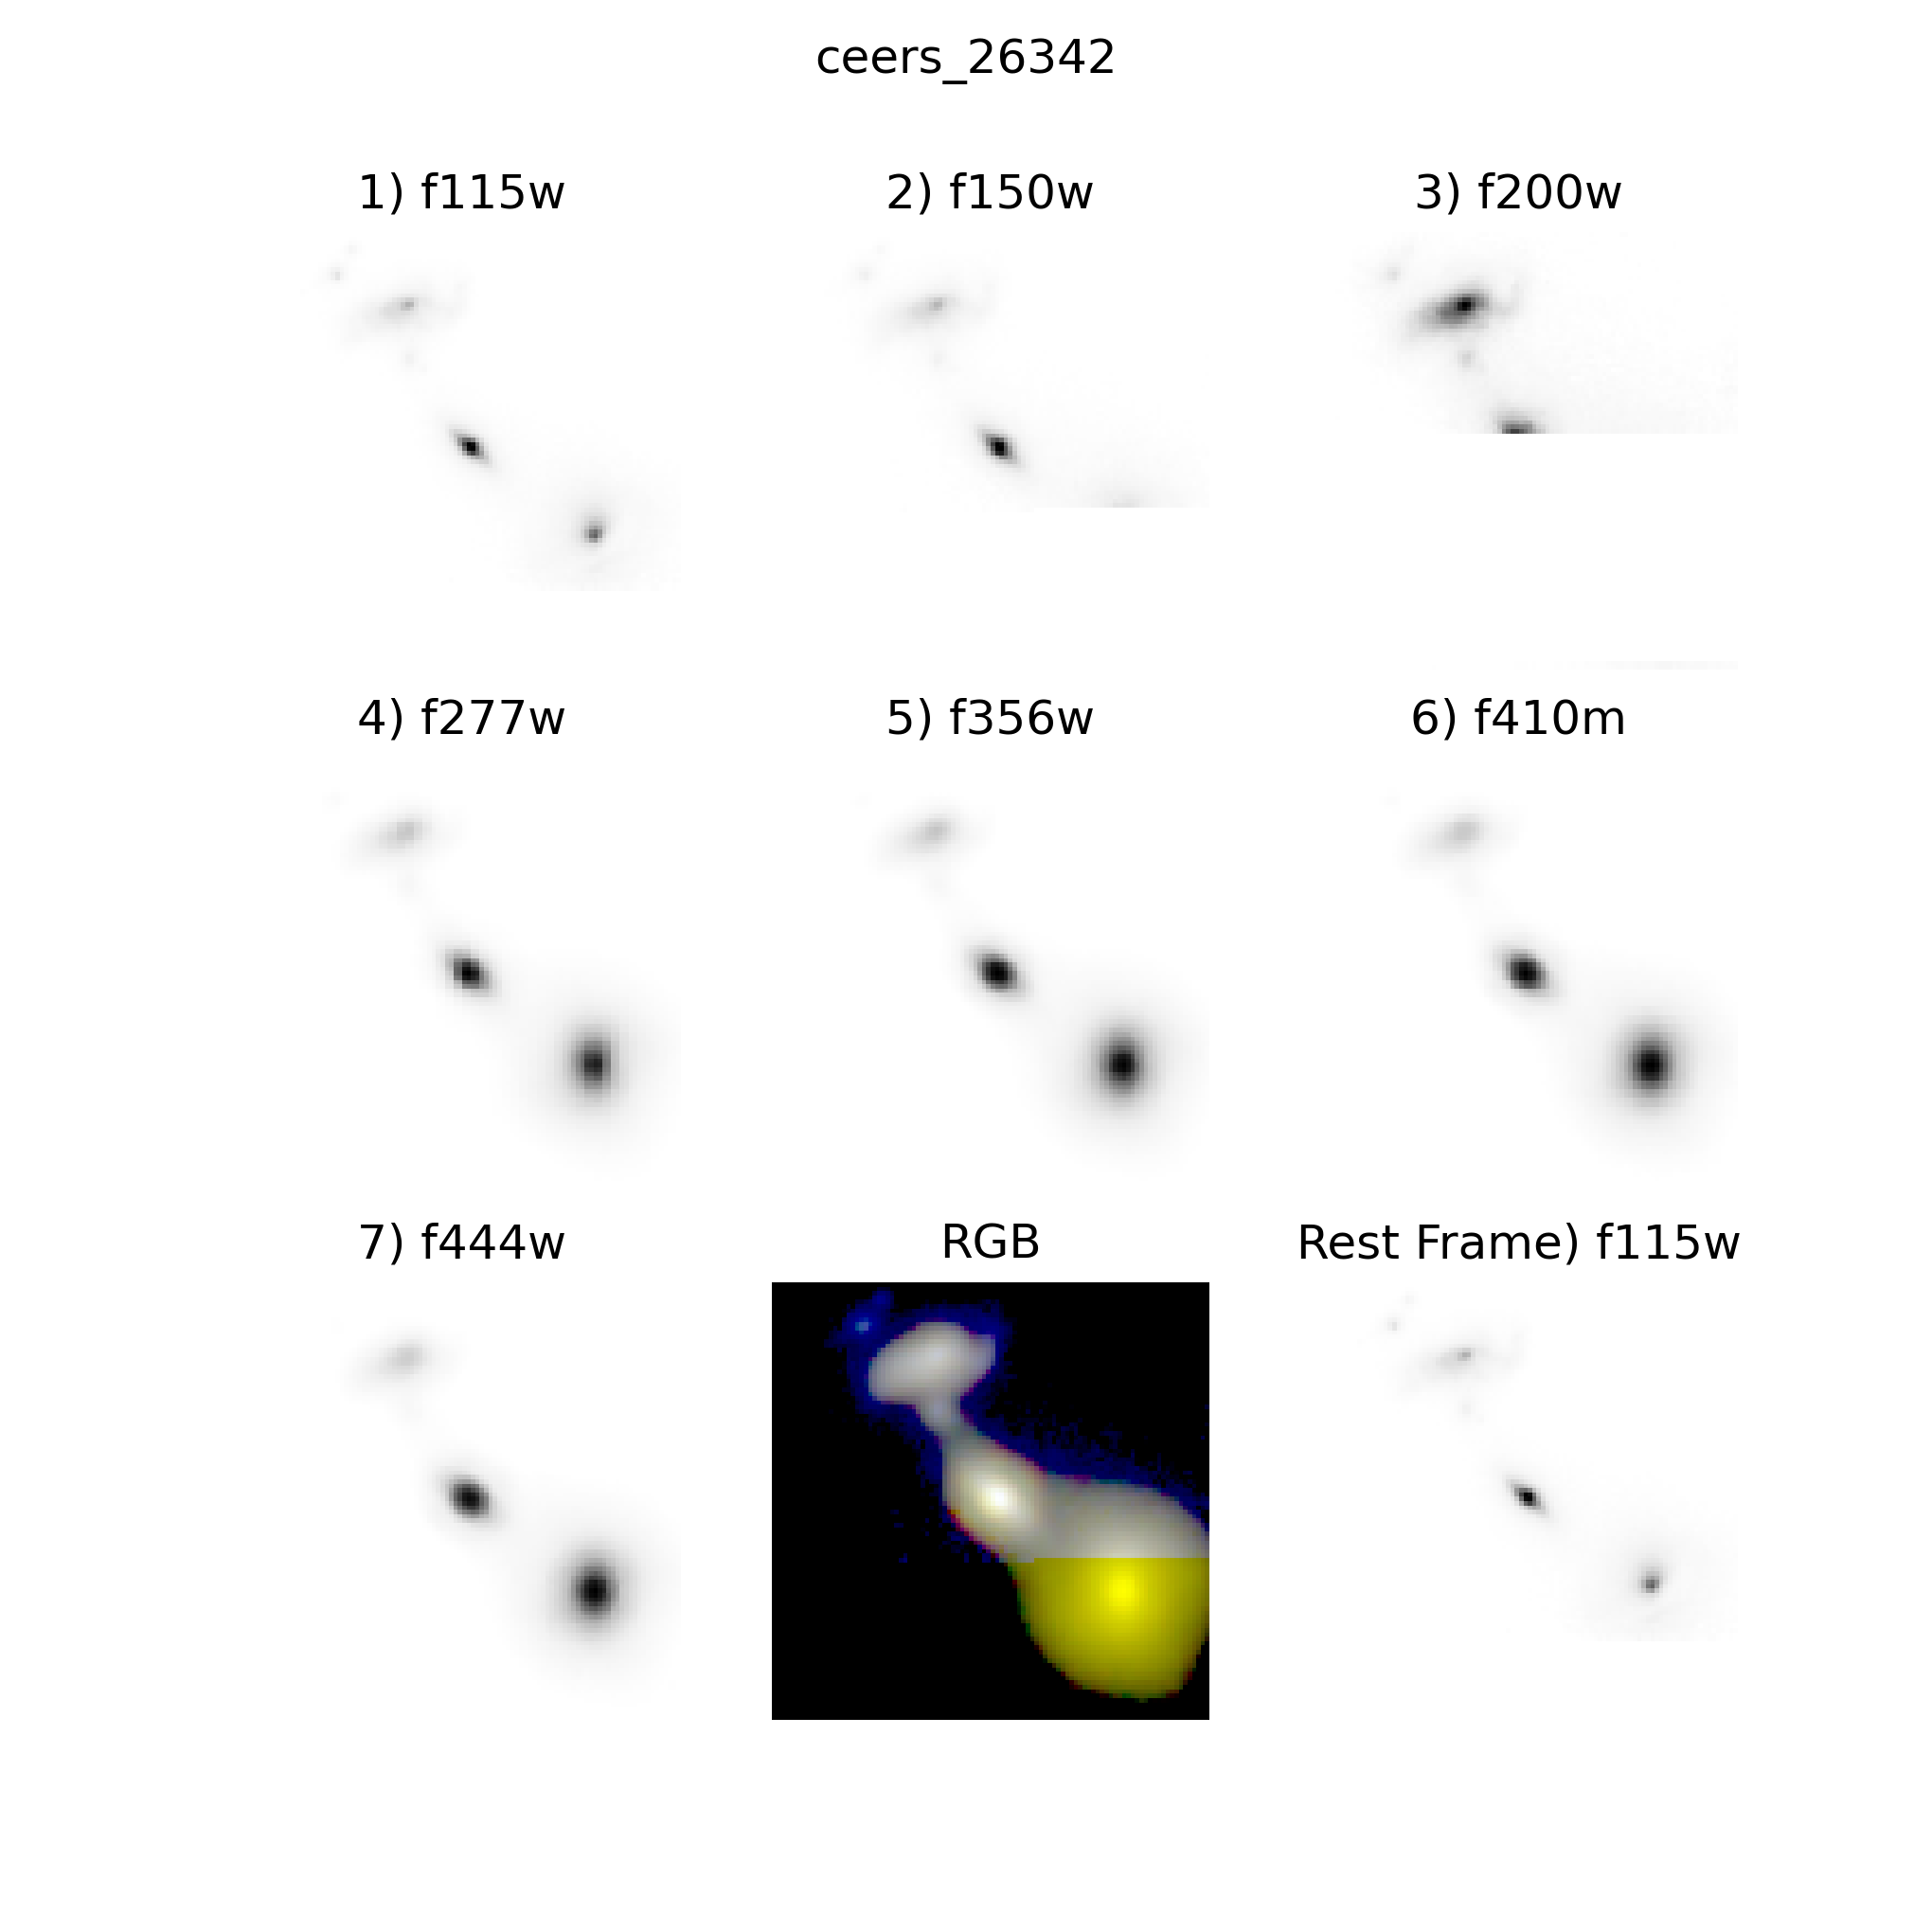 ceers_26342
1) f115w
2) f150w
3) f200w
4) f277w
5) f356w
6) f410m
7) f444w
RGB
Rest Frame) f115w